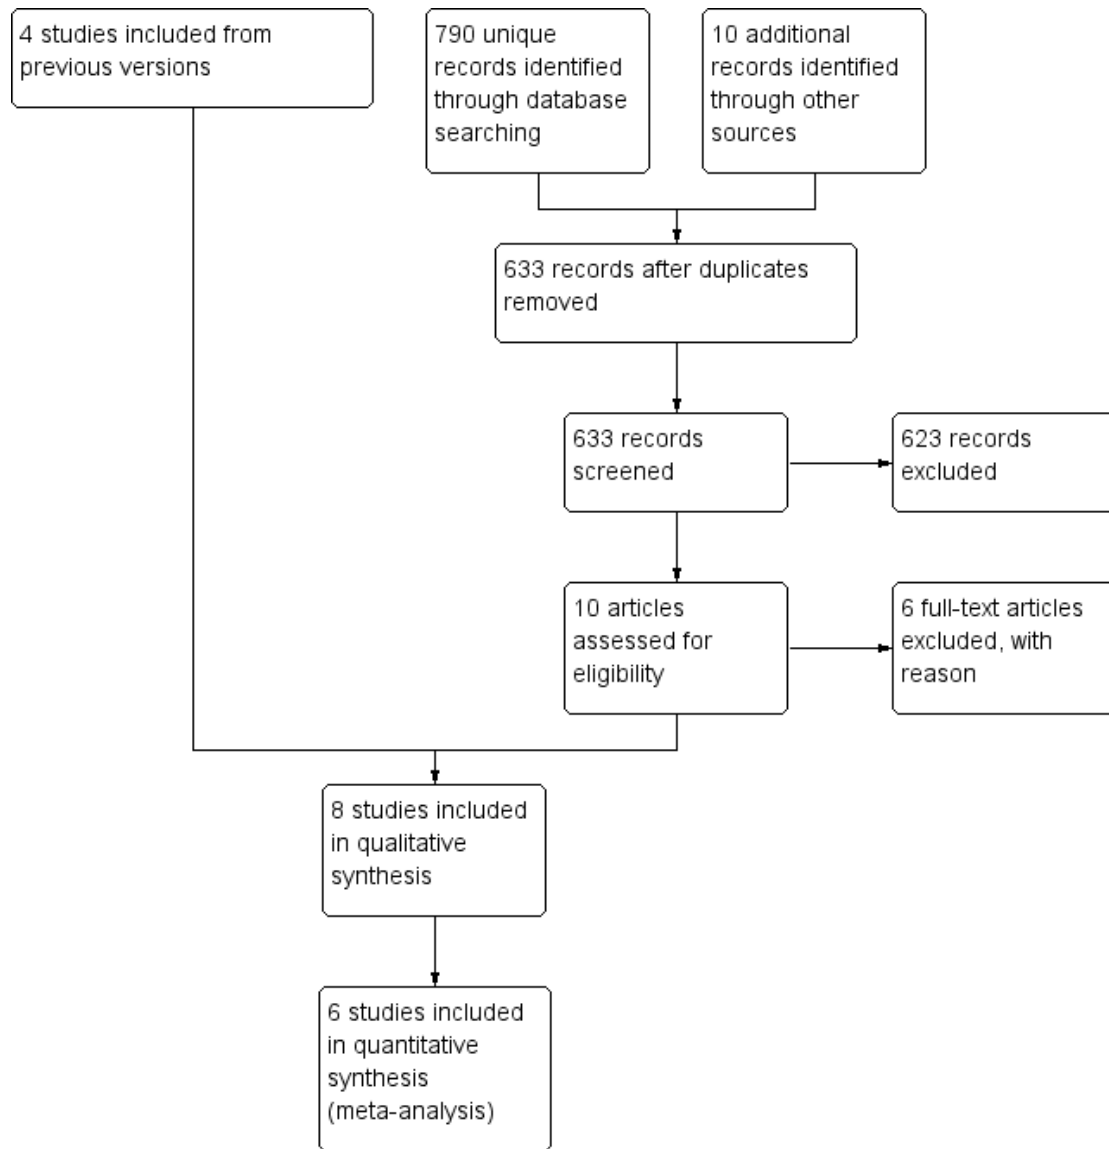 4 studies included from
previous versions
790 unique
records identified
through database
searching
10 additional
records identified
through other
sources
633 records after duplicates
removed
633 records
screened
623 records
excluded
10 articles
assessed for
eligibility
6 full-text articles
excluded, with
reason
8 studies included
in qualitative
synthesis
6 studies included
in quantitative
synthesis
(meta-analysis)